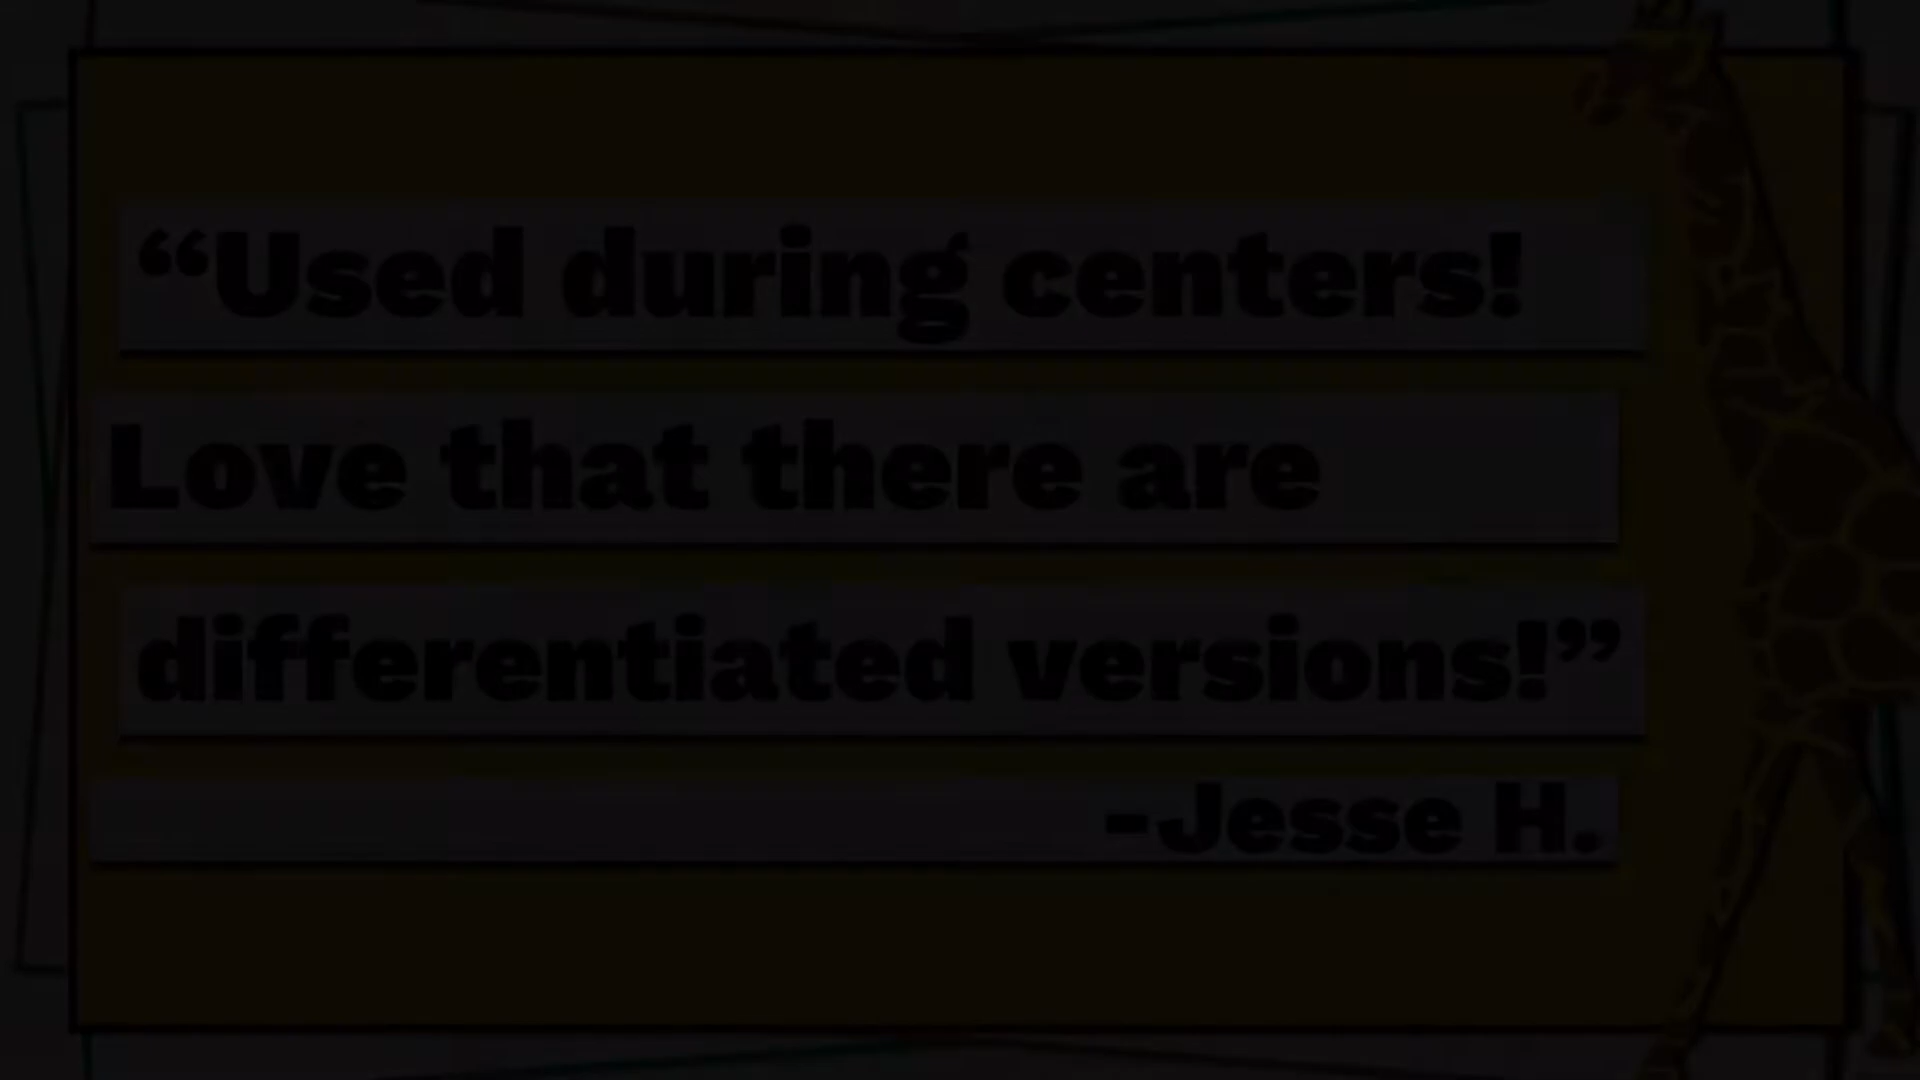 “Used during centers!
Love that there are
differentiated versions!”
-Jesse H.